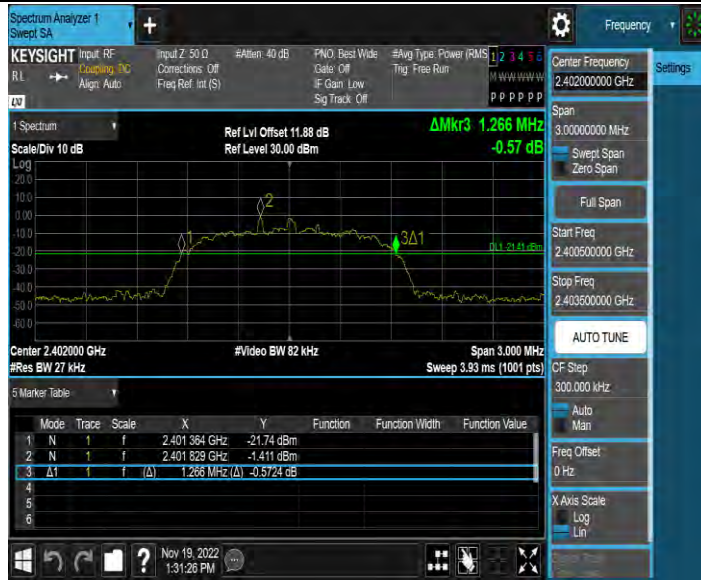 Spectrum Analyzer 1
Swept SA
+
Frequency
KEYSIGHT Input: RF Input Z: 50 Ω #Atten: 40 dB PNO: Best Wide #Avg Type: Power (RMS 1 2 3 4 5 6
RL Coupling: DC Corrections: Off Gate: Off Trig: Free Run M W W W W W
Align: Auto Freq Ref: Int (S) IF Gain: Low
LXI Sig Track: Off P P P P P P
1 Spectrum
Scale/Div 10 dB
Ref Lvl Offset 11.88 dB
Ref Level 30.00 dBm
ΔMkr3 1.266 MHz
-0.57 dB
Log
20.0
10.0
0.00
-10.0
-20.0
-30.0
-40.0
-50.0
-60.0
1
2
3Δ1
DL1 -21.41 dBm
Center 2.402000 GHz #Video BW 82 kHz Span 3.000 MHz
#Res BW 27 kHz Sweep 3.93 ms (1001 pts)
5 Marker Table
Mode Trace Scale X Y Function Function Width Function Value
1 N 1 f 2.401 364 GHz -21.74 dBm
2 N 1 f 2.401 829 GHz -1.411 dBm
3 Δ1 1 f (Δ) 1.266 MHz (Δ) -0.5724 dB
4
5
6
Nov 19, 2022
1:31:26 PM
?
Center Frequency
2.402000000 GHz
Span
3.00000000 MHz
Swept Span
Zero Span
Full Span
Start Freq
2.400500000 GHz
Stop Freq
2.403500000 GHz
AUTO TUNE
CF Step
300.000 kHz
Auto
Man
Freq Offset
0 Hz
X Axis Scale
Log
Lin
Settings